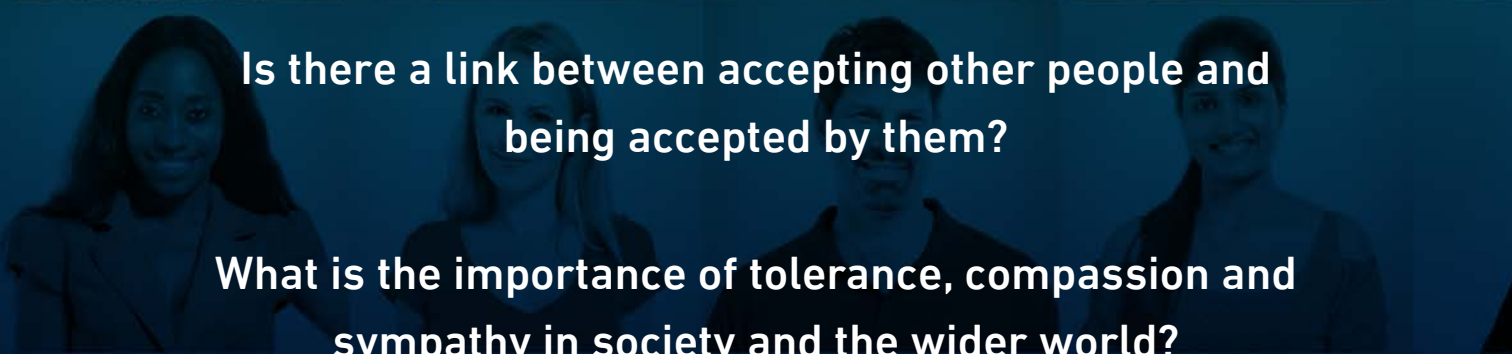 Is there a link between accepting other people and
being accepted by them?
What is the importance of tolerance, compassion and
sympathy in society and the wider world?